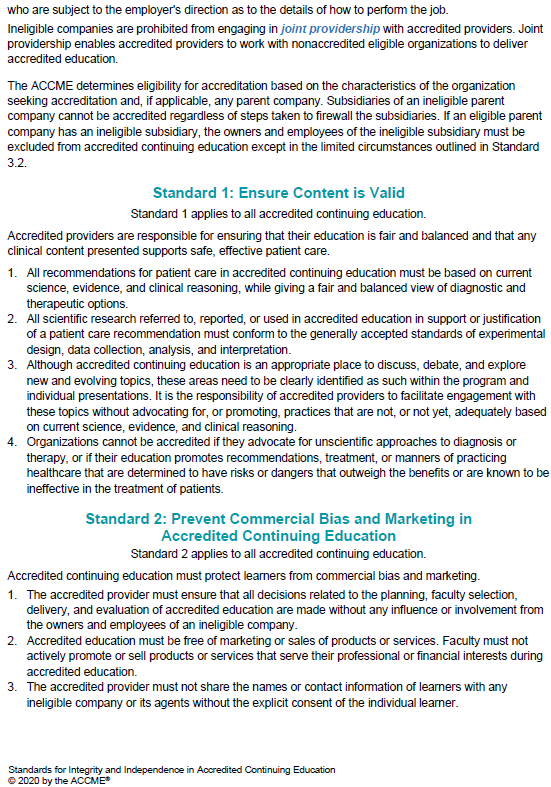 who are subject to the employer's direction as to the details of how to perform the job.
Ineligible companies are prohibited from engaging in joint providership with accredited providers. Joint
providership enables accredited providers to work with nonaccredited eligible organizations to deliver
accredited education.
The ACCME determines eligibility for accreditation based on the characteristics of the organization
seeking accreditation and, if applicable, any parent company. Subsidiaries of an ineligible parent
company cannot be accredited regardless of steps taken to firewall the subsidiaries. If an eligible parent
company has an ineligible subsidiary, the owners and employees of the ineligible subsidiary must be
excluded from accredited continuing education except in the limited circumstances outlined in Standard
3.2.
Standard 1: Ensure Content is Valid
Standard 1 applies to all accredited continuing education.
Accredited providers are responsible for ensuring that their education is fair and balanced and that any
clinical content presented supports safe, effective patient care.
1. All recommendations for patient care in accredited continuing education must be based on current
science, evidence, and clinical reasoning, while giving a fair and balanced view of diagnostic and
therapeutic options.
2. All scientific research referred to, reported, or used in accredited education in support or justification
of a patient care recommendation must conform to the generally accepted standards of experimental
design, data collection, analysis, and interpretation.
3. Although accredited continuing education is an appropriate place to discuss, debate, and explore
new and evolving topics, these areas need to be clearly identified as such within the program and
individual presentations. It is the responsibility of accredited providers to facilitate engagement with
these topics without advocating for, or promoting, practices that are not, or not yet, adequately based
on current science, evidence, and clinical reasoning.
4. Organizations cannot be accredited if they advocate for unscientific approaches to diagnosis or
therapy, or if their education promotes recommendations, treatment, or manners of practicing
healthcare that are determined to have risks or dangers that outweigh the benefits or are known to be
ineffective in the treatment of patients.
Standard 2: Prevent Commercial Bias and Marketing in
Accredited Continuing Education
Standard 2 applies to all accredited continuing education.
Accredited continuing education must protect learners from commercial bias and marketing.
1. The accredited provider must ensure that all decisions related to the planning, faculty selection,
delivery, and evaluation of accredited education are made without any influence or involvement from
the owners and employees of an ineligible company.
2. Accredited education must be free of marketing or sales of products or services. Faculty must not
actively promote or sell products or services that serve their professional or financial interests during
accredited education.
3. The accredited provider must not share the names or contact information of learners with any
ineligible company or its agents without the explicit consent of the individual learner.
Standards for Integrity and Independence in Accredited Continuing Education
© 2020 by the ACCME®